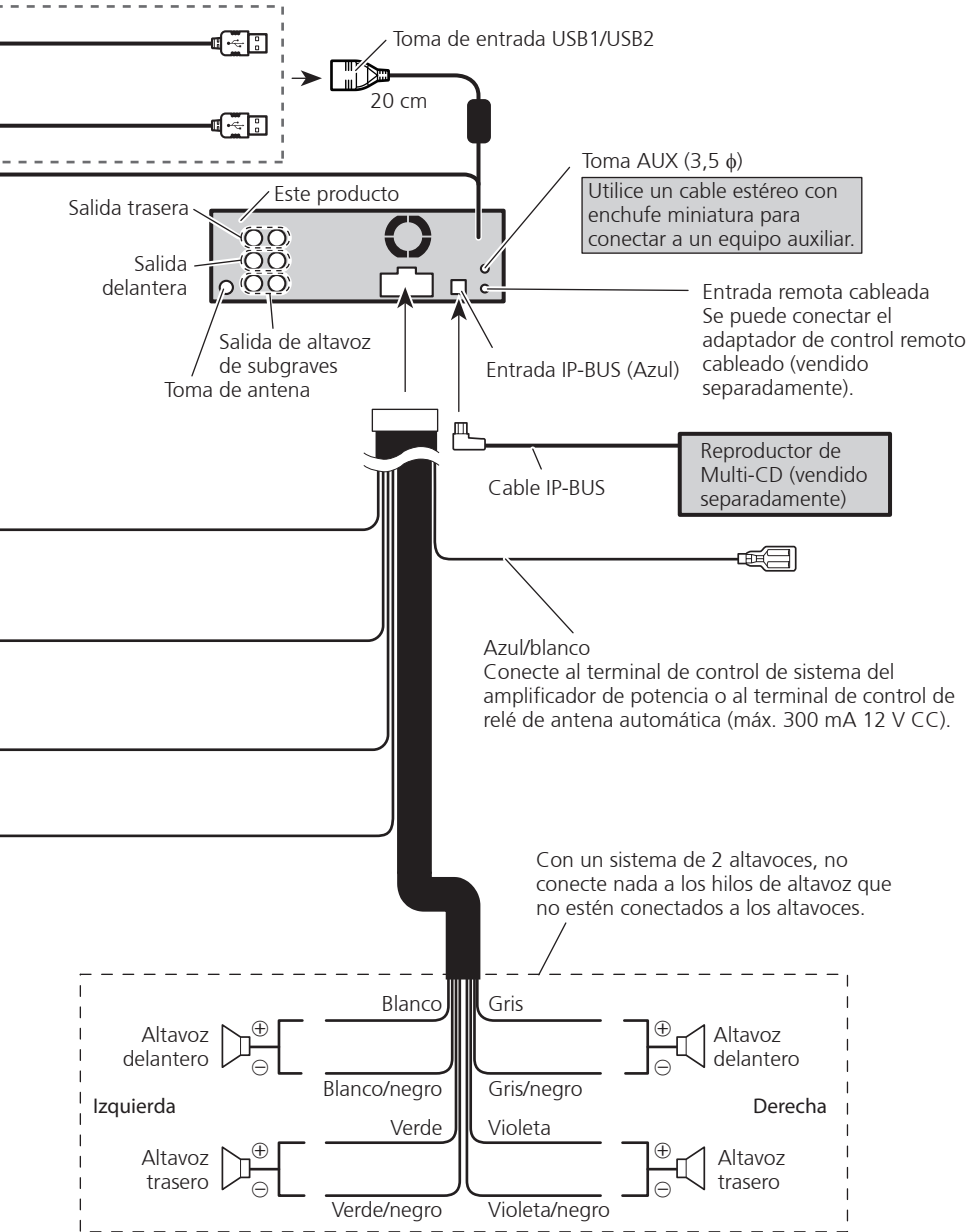 Toma de entrada USB1/USB2
20 cm
Toma AUX (3,5 ϕ)
Utilice un cable estéreo con
enchufe miniatura para
conectar a un equipo auxiliar.
Este producto
Salida trasera
Salida
delantera
Salida de altavoz
de subgraves
Toma de antena
Entrada IP-BUS (Azul)
Entrada remota cableada
Se puede conectar el
adaptador de control remoto
cableado (vendido
separadamente).
Cable IP-BUS
Reproductor de
Multi-CD (vendido
separadamente)
Azul/blanco
Conecte al terminal de control de sistema del
amplificador de potencia o al terminal de control de
relé de antena automática (máx. 300 mA 12 V CC).
Con un sistema de 2 altavoces, no
conecte nada a los hilos de altavoz que
no estén conectados a los altavoces.
Blanco
Gris
Altavoz
delantero
⊕
⊖
⊕
⊖
Altavoz
delantero
Blanco/negro
Gris/negro
Izquierda
Derecha
Verde
Violeta
Altavoz
trasero
⊕
⊖
⊕
⊖
Altavoz
trasero
Verde/negro
Violeta/negro